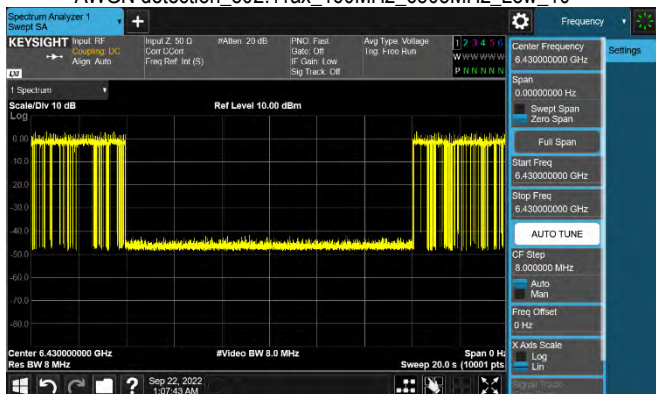 Spectrum Analyzer 1
Swept SA
Frequency
KEYSIGHT
Input: RF
Coupling: DC
Align: Auto
Input Z: 50 Ω
Corr CCorr
Freq Ref: Int (S)
#Atten: 20 dB
PNO: Fast
Gate: Off
IF Gain: Low
Sig Track: Off
Avg Type: Voltage
Trig: Free Run
1 2 3 4 5 6
W W W W W W
P N N N N N
LXI
1 Spectrum
Scale/Div 10 dB
Ref Level 10.00 dBm
Log
0.00
-10.0
-20.0
-30.0
-40.0
-50.0
-60.0
-70.0
-80.0
Center 6.430000000 GHz
Res BW 8 MHz
#Video BW 8.0 MHz
Span 0 Hz
Sweep 20.0 s (10001 pts
Sep 22, 2022
1:07:43 AM
Center Frequency
6.430000000 GHz
Settings
Span
0.00000000 Hz
Swept Span
Zero Span
Full Span
Start Freq
6.430000000 GHz
Stop Freq
6.430000000 GHz
AUTO TUNE
CF Step
8.000000 MHz
Auto
Man
Freq Offset
0 Hz
X Axis Scale
Log
Lin
Signal Track